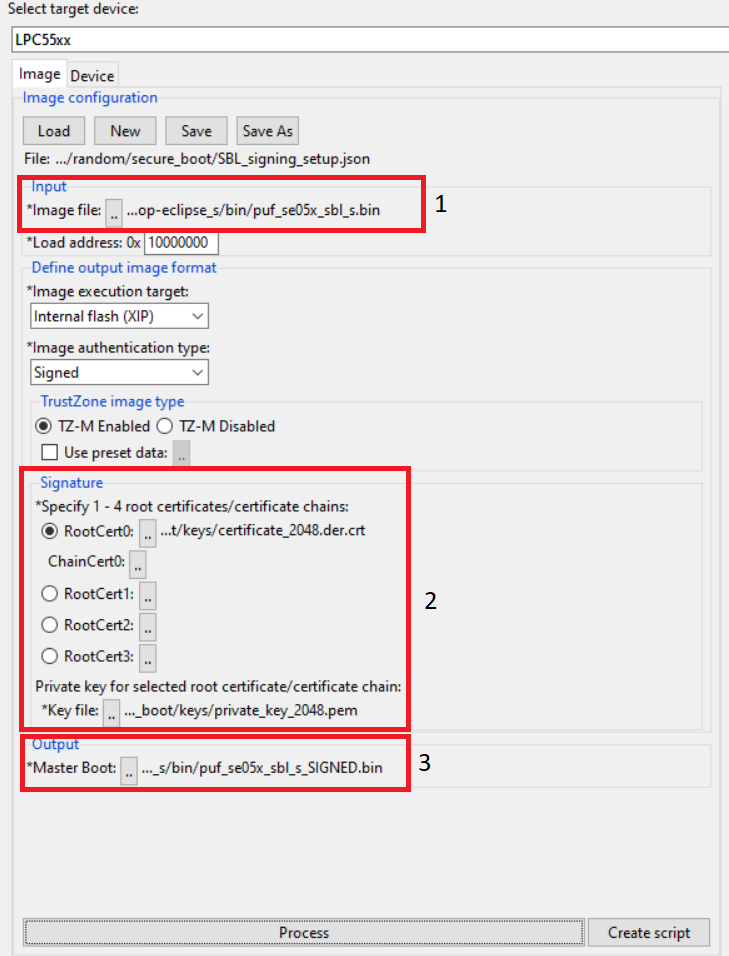 Select target device:
LPC55xx
Image Device
Image configuration
Load New Save Save As
File: .../random/secure_boot/SBL_signing_setup.json
Input
*Image file: .. ...op-eclipse_s/bin/puf_se05x_sbl_s.bin 1
*Load address: 0x 10000000
Define output image format
*Image execution target:
Internal flash (XIP)
*Image authentication type:
Signed
TrustZone image type
TZ-M Enabled TZ-M Disabled
Use preset data: ..
Signature
*Specify 1 - 4 root certificates/certificate chains:
RootCert0: .. ...t/keys/certificate_2048.der.crt
ChainCert0: ..
RootCert1: .. 2
RootCert2: ..
RootCert3: ..
Private key for selected root certificate/certificate chain:
*Key file: .. ..._boot/keys/private_key_2048.pem
Output
*Master Boot: .. ..._s/bin/puf_se05x_sbl_s_SIGNED.bin 3
Process Create script